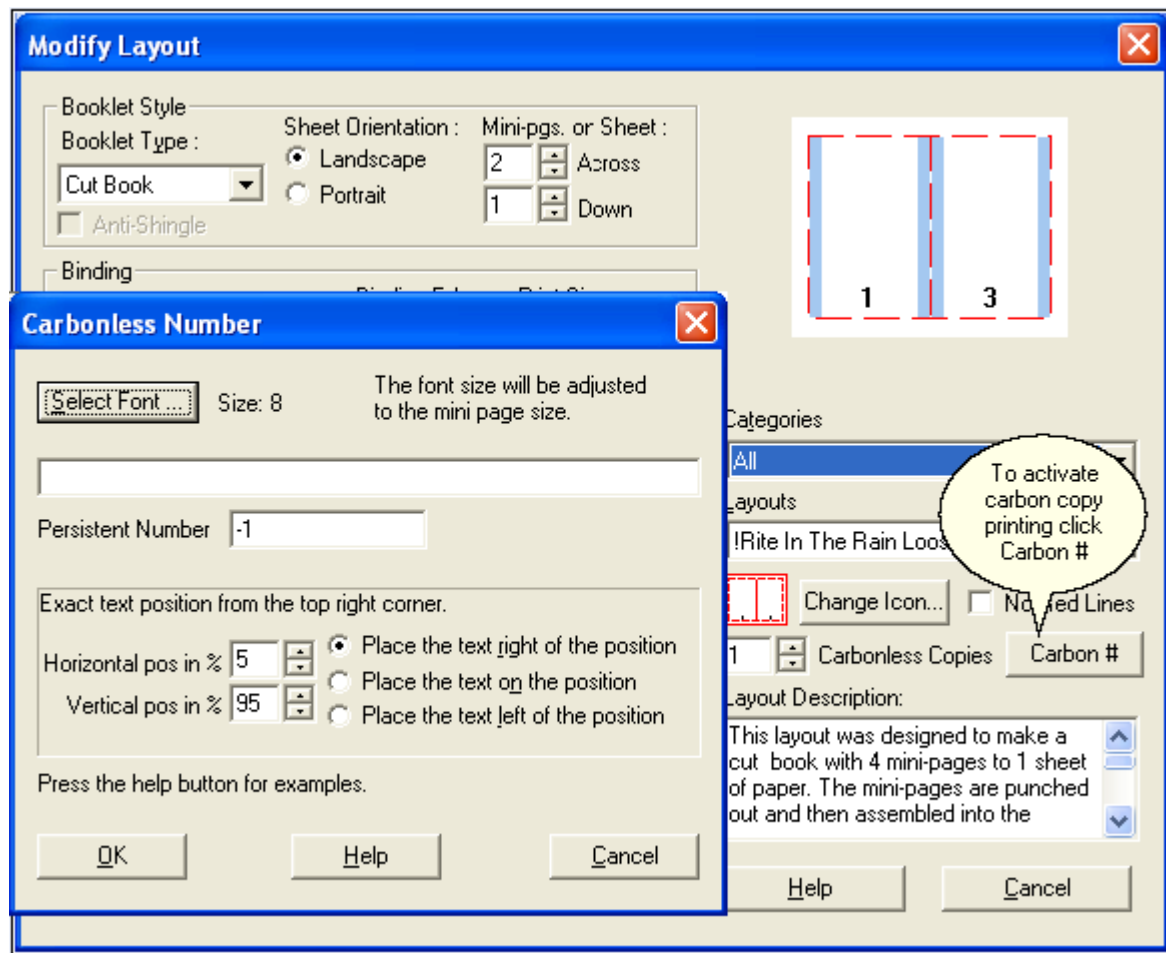 Modify Layout
Booklet Style
Booklet Type :
Sheet Orientation :
Mini-pgs. or Sheet :
Cut Book
Landscape
2
Across
Portrait
1
Down
Anti-Shingle
1
3
Binding
Carbonless Number
Select Font ...
Size: 8
The font size will be adjusted
to the mini page size.
Persistent Number
-1
Exact text position from the top right corner.
Horizontal pos in %
5
Vertical pos in %
95
Place the text right of the position
Place the text on the position
Place the text left of the position
Press the help button for examples.
OK
Help
Cancel
Categories
All
Layouts
!Rite In The Rain
To activate
carbon copy
printing click
Carbon #
Change Icon...
Lines
1
Carbonless Copies
Carbon #
Layout Description:
This layout was designed to make a
cut book with 4 mini-pages to 1 sheet
of paper. The mini-pages are punched
out and then assembled into the
Help
Cancel